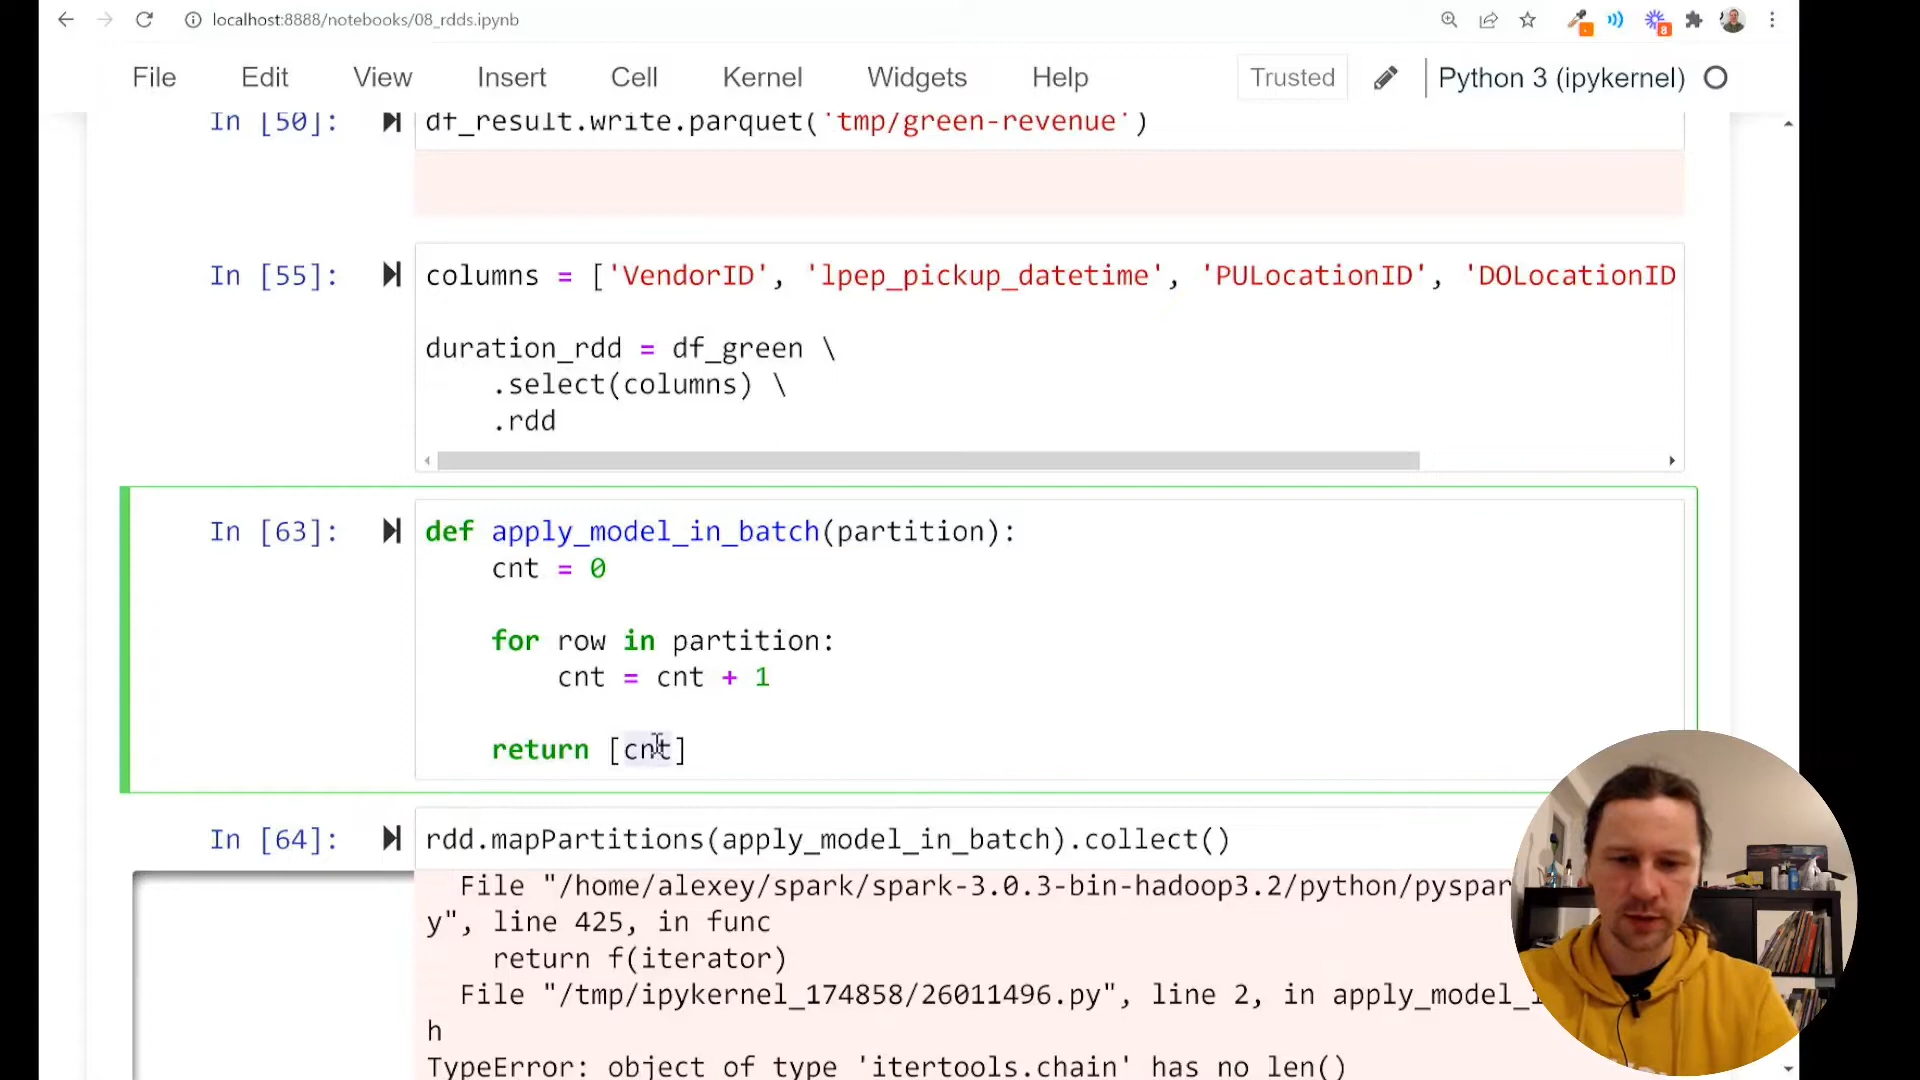 localhost:8888/notebooks/08_rdds.ipynb
8
File Edit View Insert Cell Kernel Widgets Help Trusted Python 3 (ipykernel)
In [50]: df_result.write.parquet('tmp/green-revenue')
In [55]: columns = ['VendorID', 'lpep_pickup_datetime', 'PULocationID', 'DOLocationID
duration_rdd = df_green \
.select(columns) \
.rdd
In [63]: def apply_model_in_batch(partition):
cnt = 0
for row in partition:
cnt = cnt + 1
return [cnt]
In [64]: rdd.mapPartitions(apply_model_in_batch).collect()
File "/home/alexey/spark/spark-3.0.3-bin-hadoop3.2/python/pyspar
y", line 425, in func
return f(iterator)
File "/tmp/ipykernel_174858/26011496.py", line 2, in apply_model_
h
TypeError: object of type 'itertools.chain' has no len()